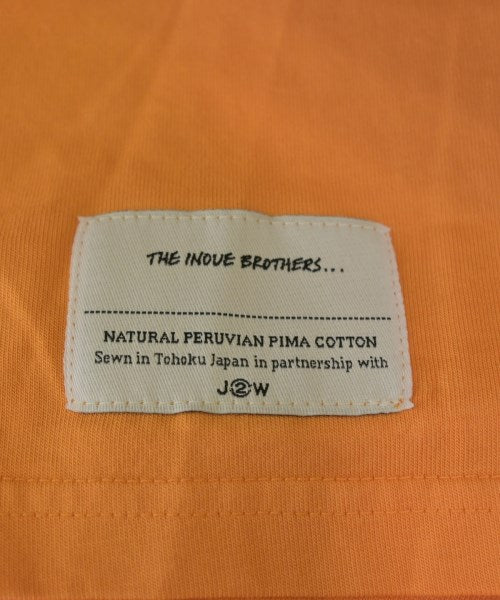 THE INOUE BROTHERS...
NATURAL PERUVIAN PIMA COTTON
Sewn in Tohoku Japan in partnership with
J②W